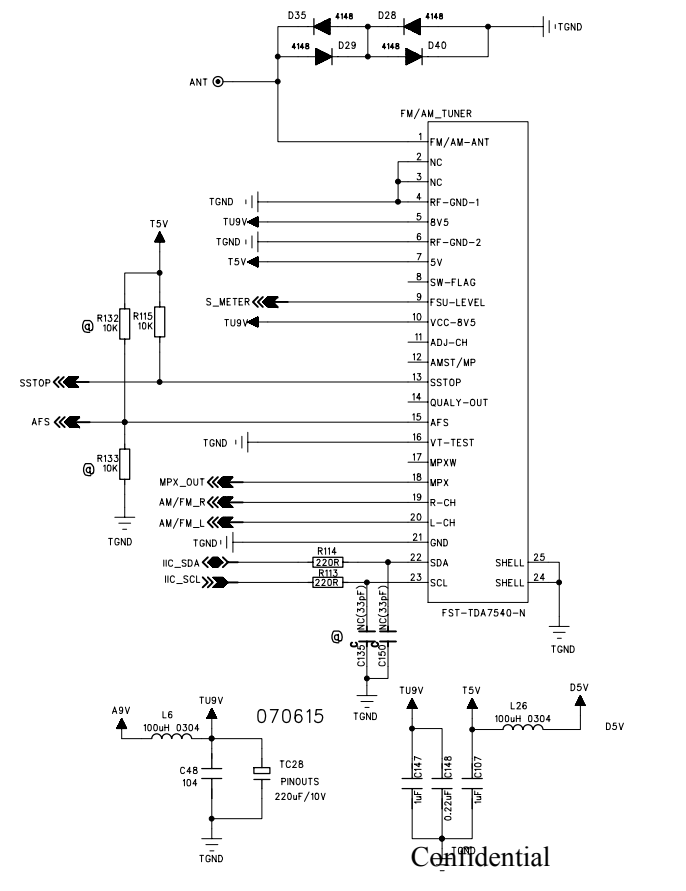 D35 4148 D28 4148
4148 D29 4148 D40
TGND
ANT
FM/AM_TUNER
1 FM/AM-ANT
2 NC
3 NC
TGND 4 RF-GND-1
TU9V 5 8V5
TGND 6 RF-GND-2
T5V 7 5V
8 SW-FLAG
S_METER 9 FSU-LEVEL
TU9V 10 VCC-8V5
11 ADJ-CH
12 AMST/MP
SSTOP 13 SSTOP
14 QUALY-OUT
AFS 15 AFS
TGND 16 VT-TEST
17 MPXW
MPX_OUT 18 MPX
AM/FM_R 19 R-CH
AM/FM_L 20 L-CH
TGND 21 GND
IIC_SDA R114 220R 22 SDA SHELL 25
IIC_SCL R113 220R 23 SCL SHELL 24
FST-TDA7540-N
T5V
@ R132 10K R115 10K
@ R133 10K
TGND
@ C135 NC(33pF) C150 NC(33pF)
C C
TGND
TGND
A9V L6 100uH 0304 TU9V
070615
C48 104
TC28
PINOUTS
220uF/10V
TGND
TU9V T5V L26 100uH 0304 D5V
D5V
C147 1uF C148 0.22uF C107 1uF
TGND
Confidential